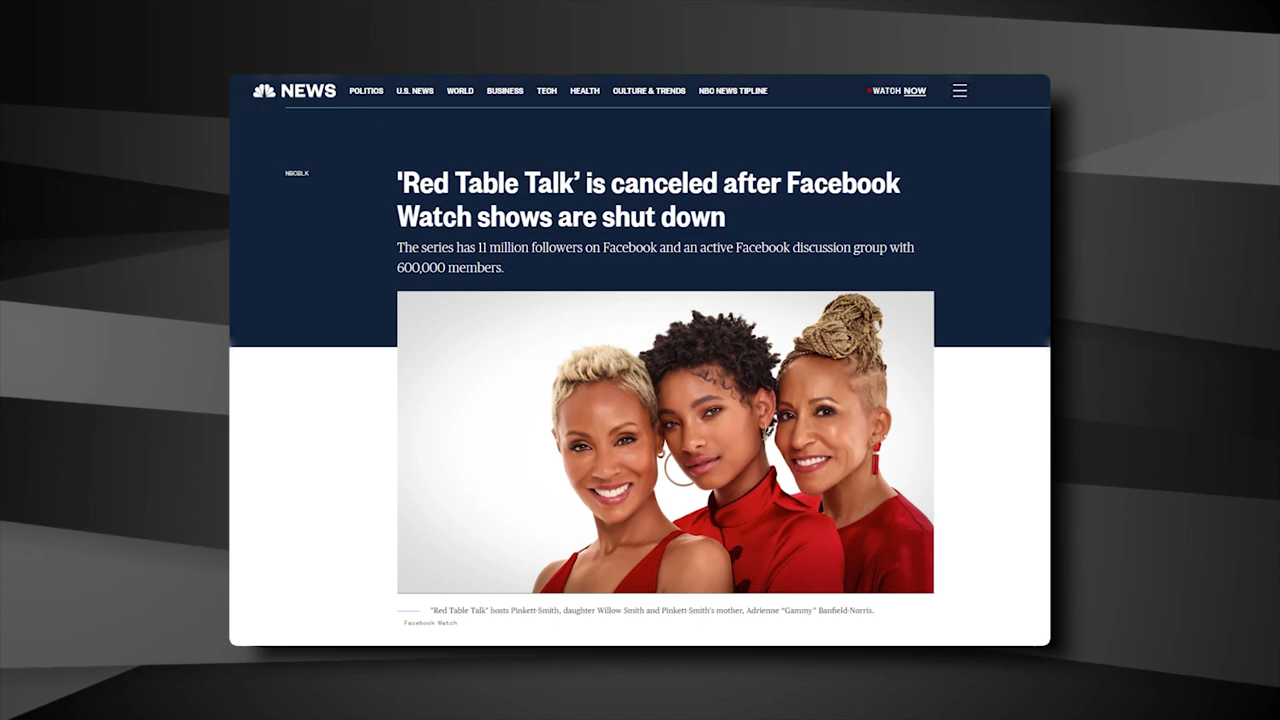 NEWS POLITICS U.S. NEWS WORLD BUSINESS TECH HEALTH CULTURE & TRENDS NBC NEWS TIPLINE WATCH NOW
NBCBLK
'Red Table Talk’ is canceled after Facebook
Watch shows are shut down
The series has 11 million followers on Facebook and an active Facebook discussion group with
600,000 members.
"Red Table Talk" hosts Pinkett-Smith, daughter Willow Smith and Pinkett-Smith's mother, Adrienne “Gammy” Banfield-Norris.
Facebook Watch